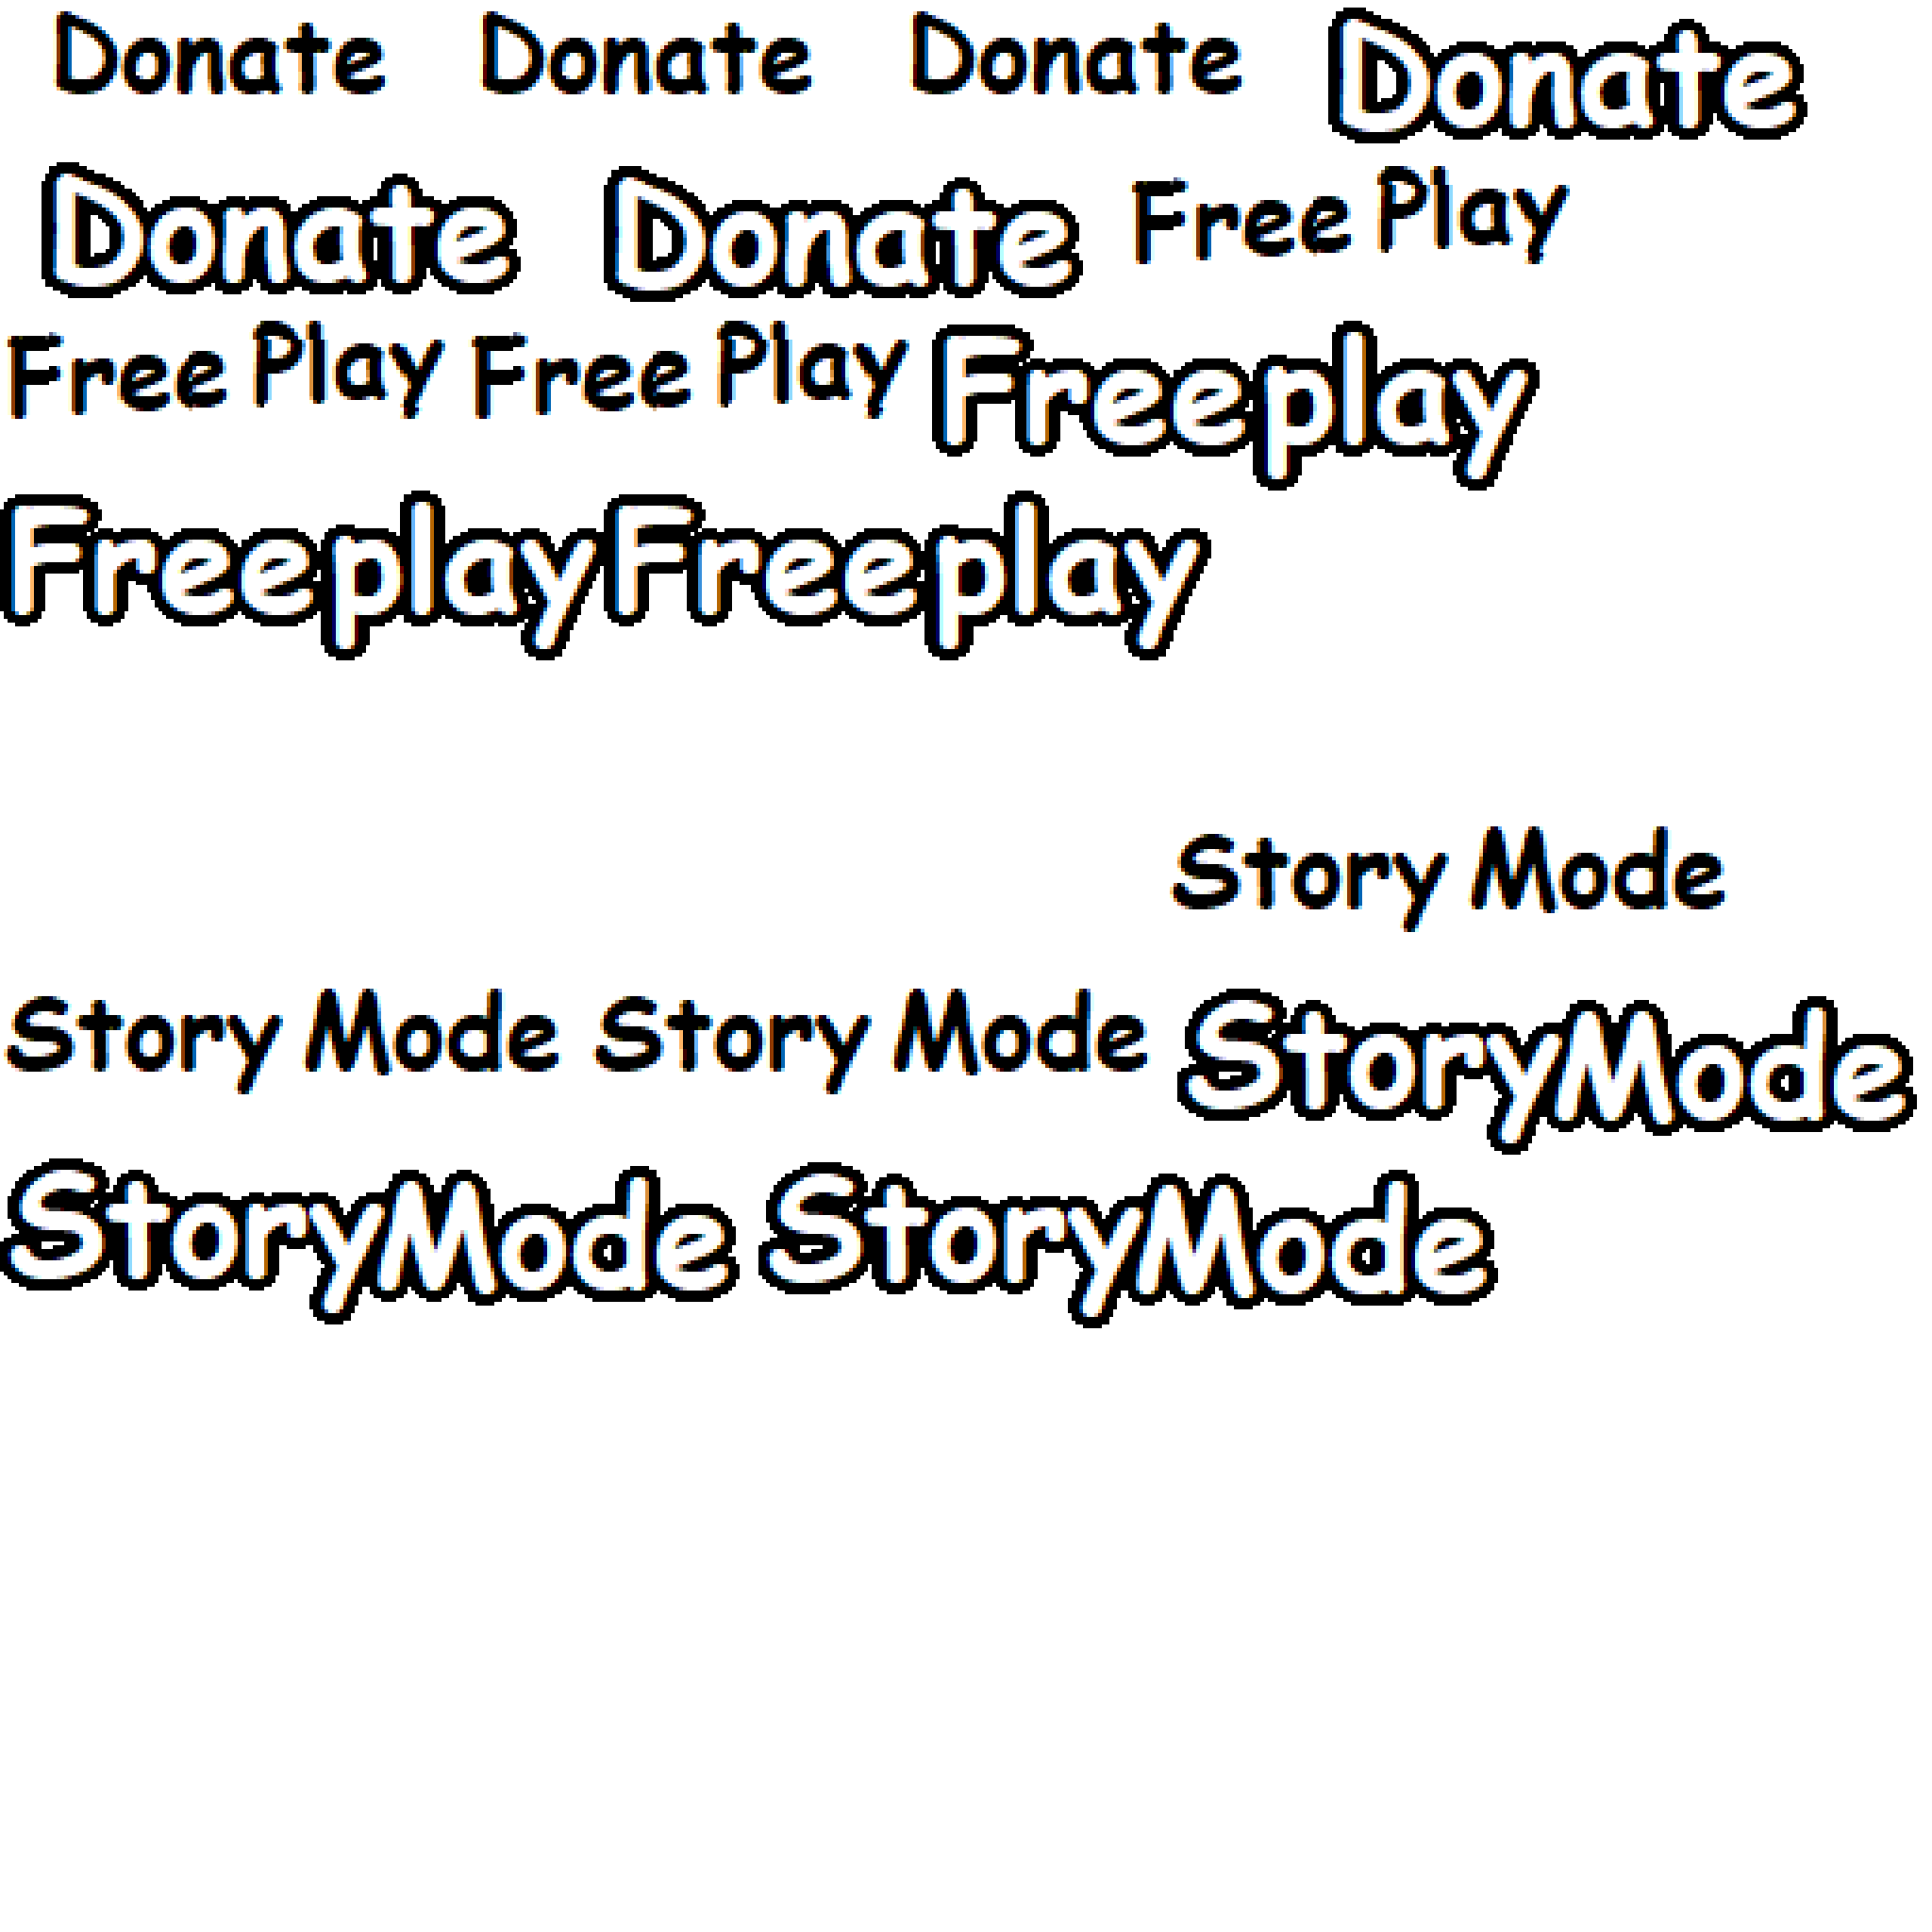 Donate Donate Donate Donate
Donate Donate Free Play
Free Play Free Play Freeplay
Freeplay Freeplay
Story Mode
Story Mode Story Mode StoryMode
StoryMode StoryMode